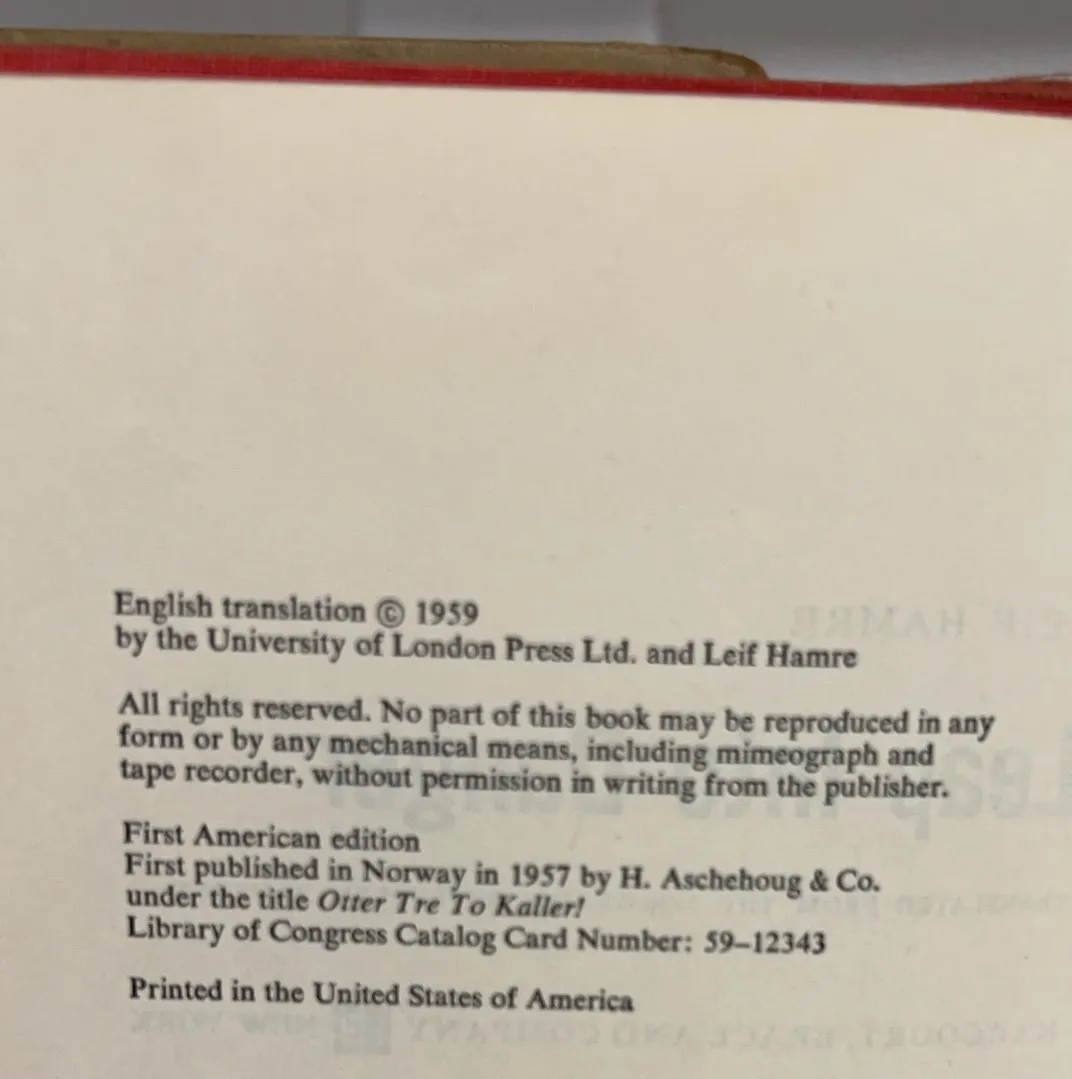 English translation © 1959
by the University of London Press Ltd. and Leif Hamre
All rights reserved. No part of this book may be reproduced in any
form or by any mechanical means, including mimeograph and
tape recorder, without permission in writing from the publisher.
First American edition
First published in Norway in 1957 by H. Aschehoug & Co.
under the title Otter Tre To Kaller!
Library of Congress Catalog Card Number: 59–12343
Printed in the United States of America